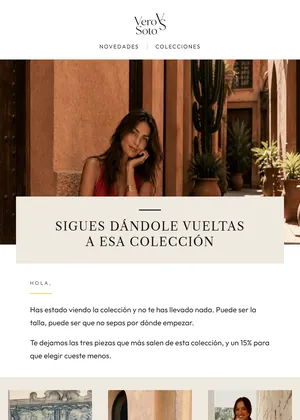 Vero VS
Soto
NOVEDADES | COLECCIONES
SIGUES DÁNDOLE VUELTAS
A ESA COLECCIÓN
HOLA,
Has estado viendo la colección y no te has llevado nada. Puede ser la
talla, puede ser que no sepas por dónde empezar.
Te dejamos las tres piezas que más salen de esta colección, y un 15% para
que elegir cueste menos.